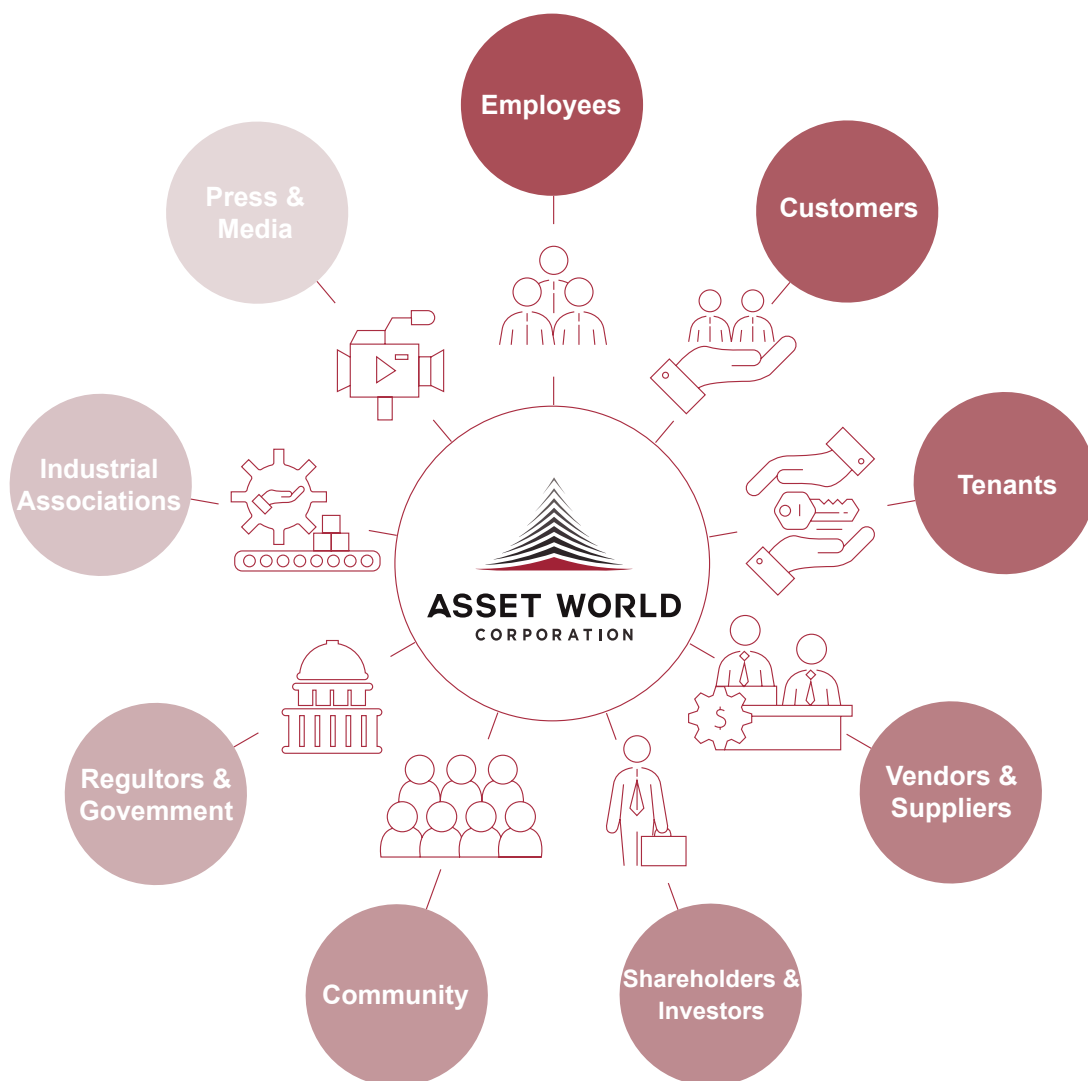 Employees
Customers
Tenants
Vendors &
Suppliers
Shareholders &
Investors
Community
Regultors &
Govemment
Industrial
Associations
Press &
Media
ASSET WORLD
CORPORATION
$